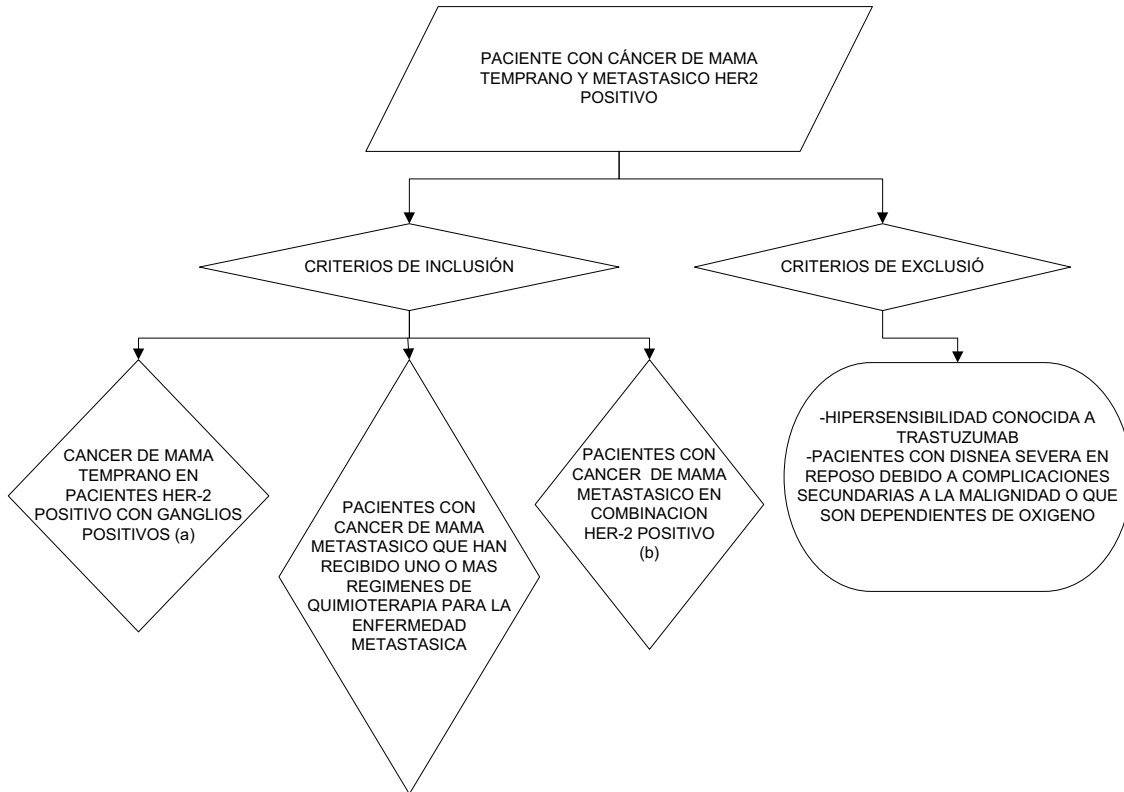 PACIENTE CON CÁNCER DE MAMA
TEMPRANO Y METASTASICO HER2
POSITIVO
CRITERIOS DE INCLUSIÓN
CRITERIOS DE EXCLUSIÓ
CANCER DE MAMA
TEMPRANO EN
PACIENTES HER-2
POSITIVO CON GANGLIOS
POSITIVOS (a)
PACIENTES CON
CANCER DE MAMA
METASTASICO QUE HAN
RECIBIDO UNO O MAS
REGIMENES DE
QUIMIOTERAPIA PARA LA
ENFERMEDAD
METASTASICA
PACIENTES CON
CANCER DE MAMA
METASTASICO EN
COMBINACION
HER-2 POSITIVO
(b)
-HIPERSENSIBILIDAD CONOCIDA A
TRASTUZUMAB
-PACIENTES CON DISNEA SEVERA EN
REPOSO DEBIDO A COMPLICACIONES
SECUNDARIAS A LA MALIGNIDAD O QUE
SON DEPENDIENTES DE OXIGENO